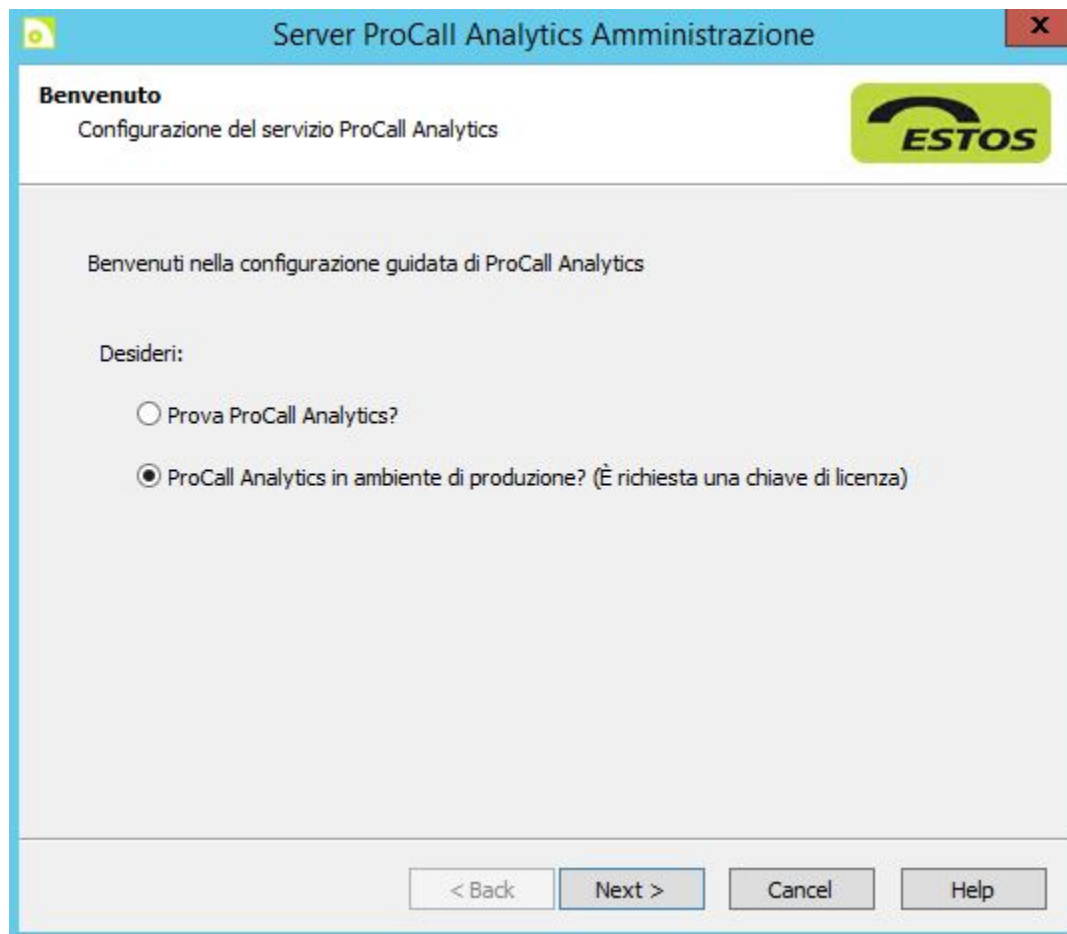 Server ProCall Analytics Amministrazione
x
Benvenuto
Configurazione del servizio ProCall Analytics
ESTOS
Benvenuti nella configurazione guidata di ProCall Analytics
Desideri:
Prova ProCall Analytics?
ProCall Analytics in ambiente di produzione? (È richiesta una chiave di licenza)
< Back Next > Cancel Help